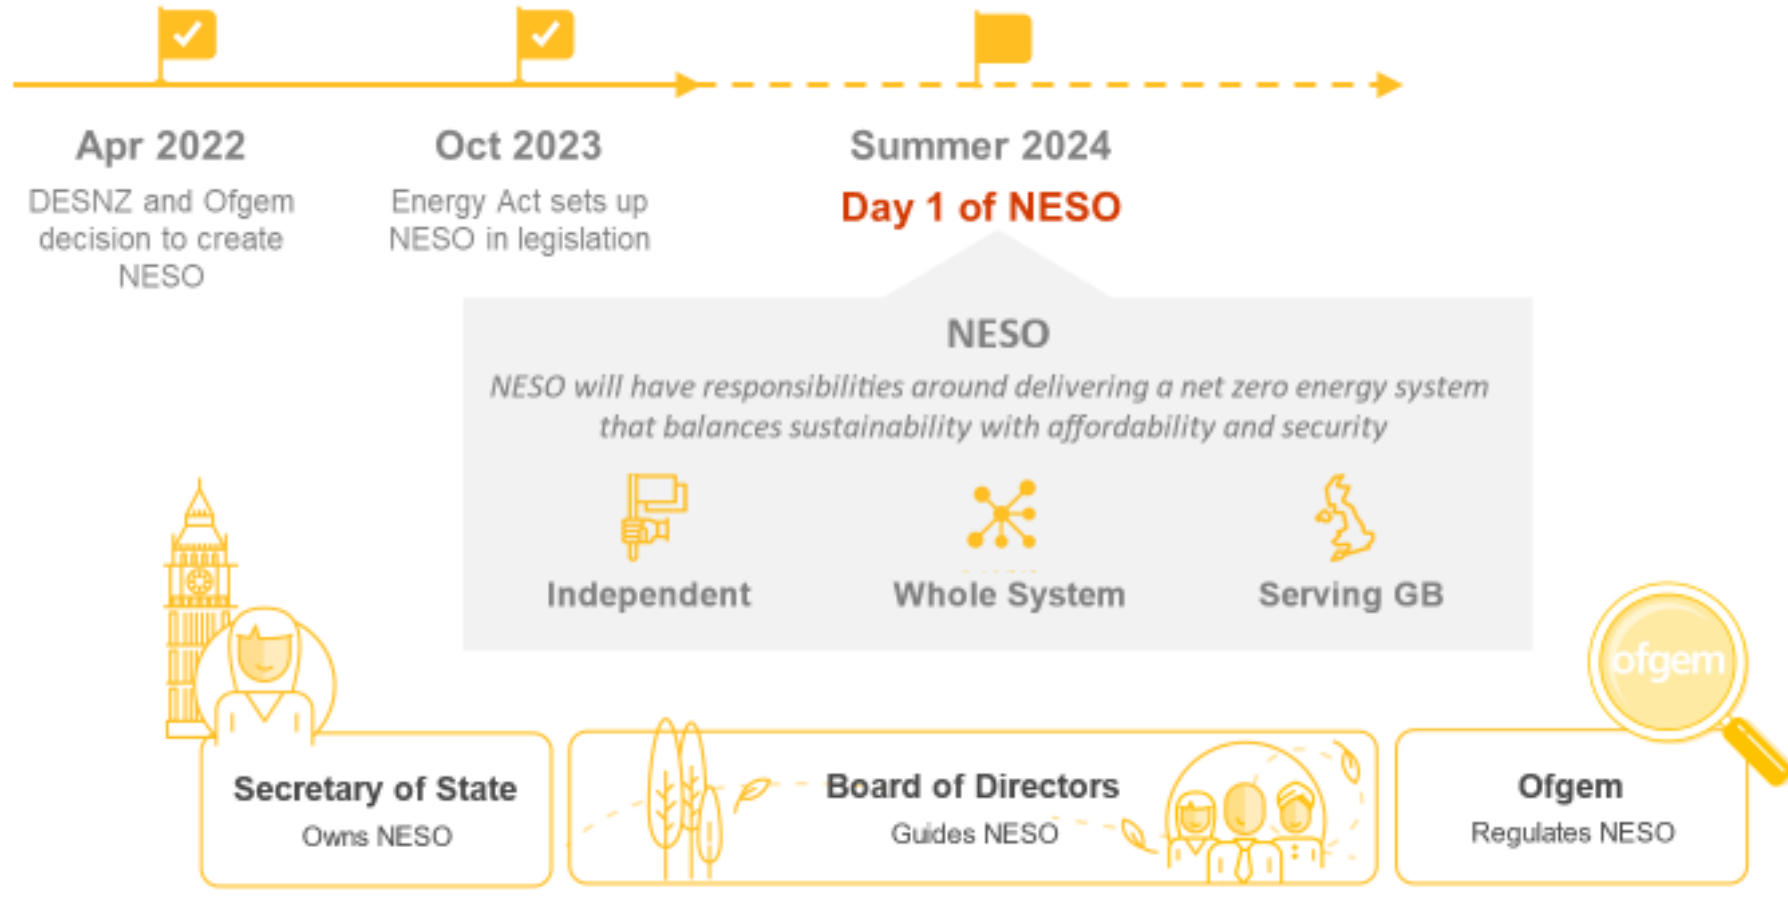 Apr 2022
DESNZ and Ofgem
decision to create
NESO
Oct 2023
Energy Act sets up
NESO in legislation
Summer 2024
Day 1 of NESO
NESO
NESO will have responsibilities around delivering a net zero energy system
that balances sustainability with affordability and security
Independent
Whole System
Serving GB
ofgem
Secretary of State
Owns NESO
Board of Directors
Guides NESO
Ofgem
Regulates NESO